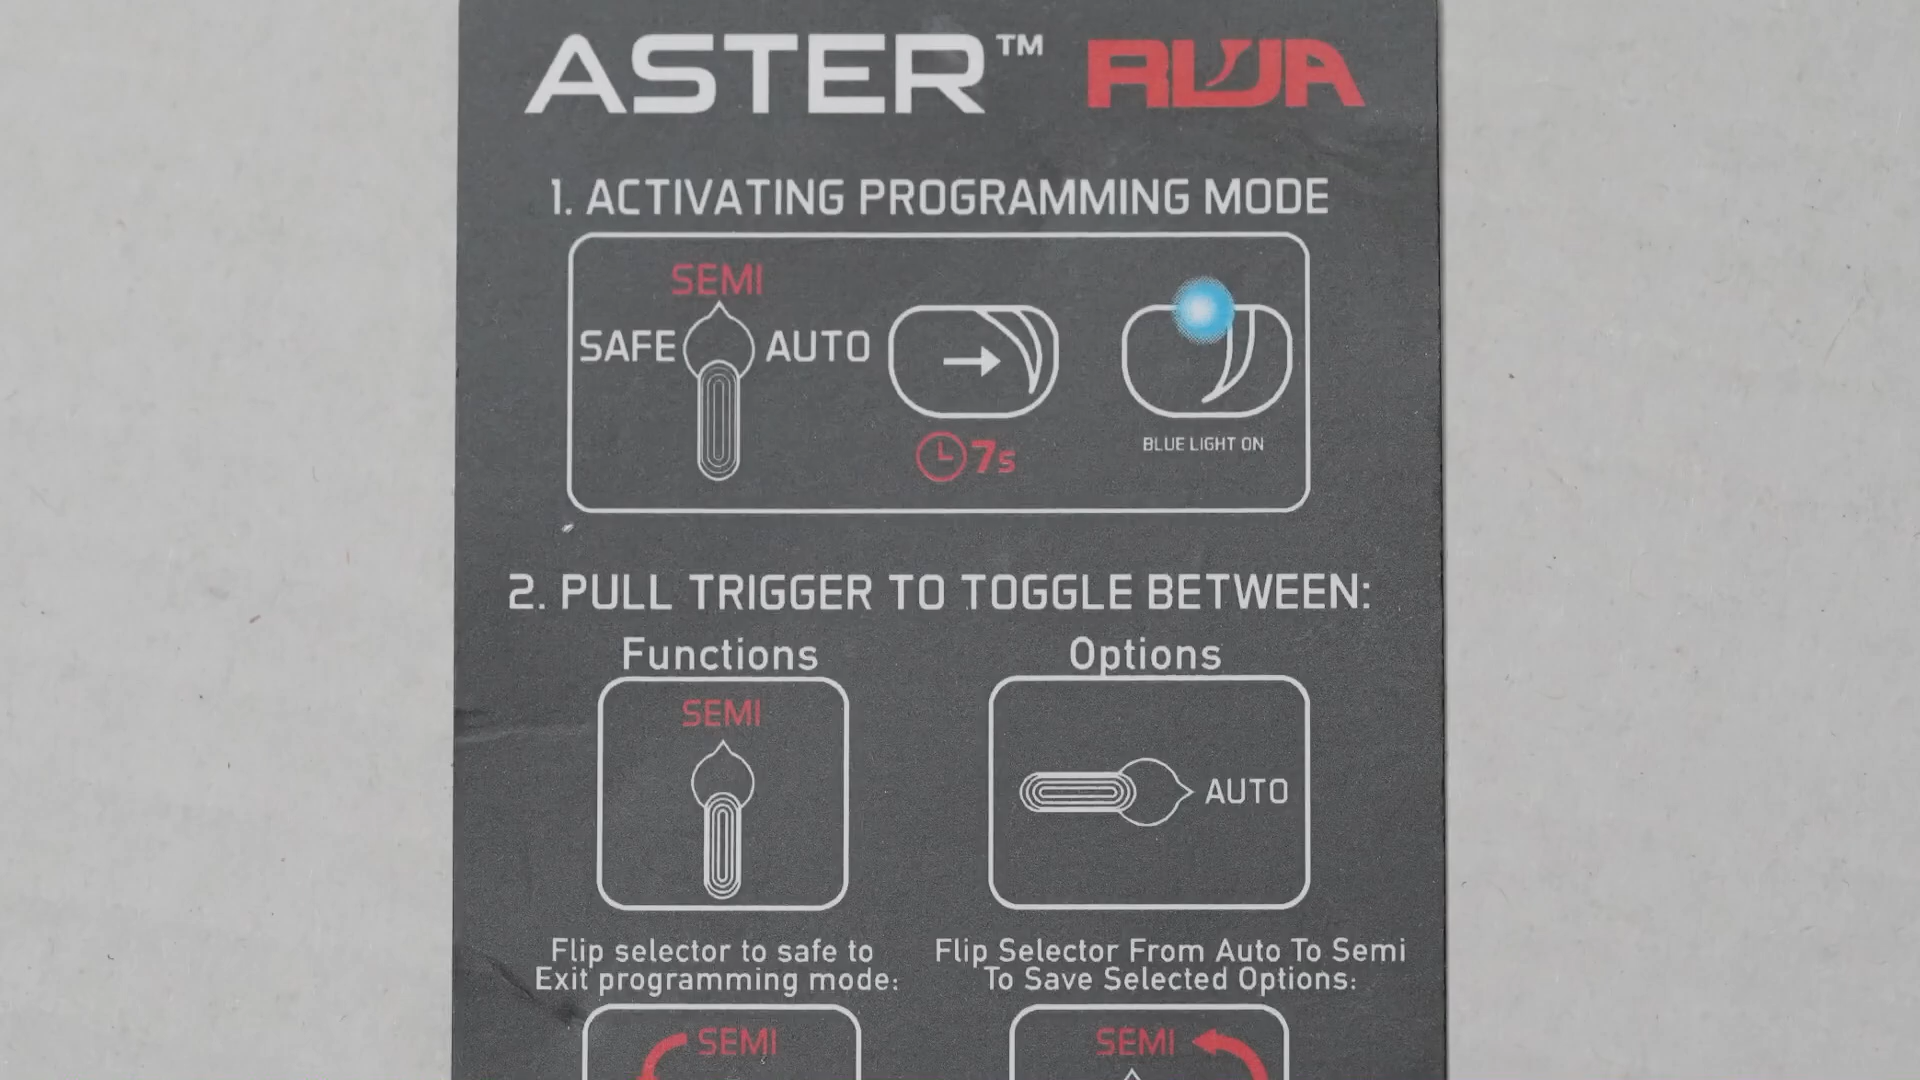 ASTER™ RWA
1. ACTIVATING PROGRAMMING MODE
SEMI
SAFE AUTO
7s
BLUE LIGHT ON
2. PULL TRIGGER TO TOGGLE BETWEEN:
Functions Options
SEMI
AUTO
Flip selector to safe to
Exit programming mode:
Flip Selector From Auto To Semi
To Save Selected Options:
SEMI
SEMI